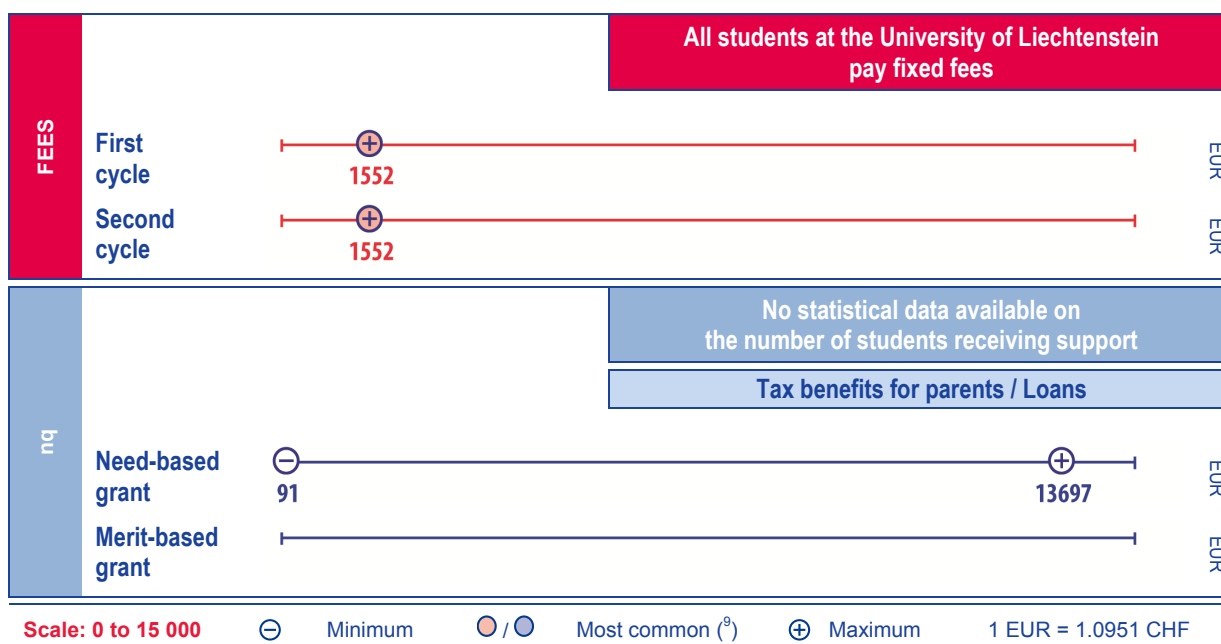 All students at the University of Liechtenstein
pay fixed fees
FEES
First
cycle
1552
EUR
Second
cycle
1552
EUR
No statistical data available on
the number of students receiving support
Tax benefits for parents / Loans
nq
Need-based
grant
91
13697
EUR
Merit-based
grant
EUR
Scale: 0 to 15 000 ⊖ Minimum / Most common (⁹) ⊕ Maximum 1 EUR = 1.0951 CHF